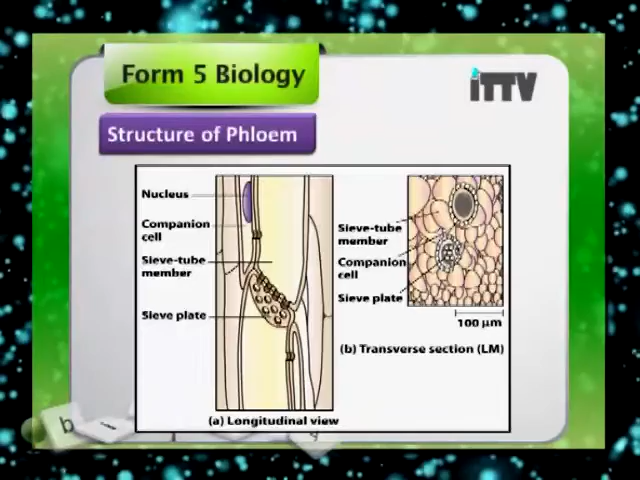 Form 5 Biology
iTTV
Structure of Phloem
Nucleus
Companion
cell
Sieve-tube
member
Sieve plate
(a) Longitudinal view
Sieve-tube
member
Companion
cell
Sieve plate
100 µm
(b) Transverse section (LM)
b